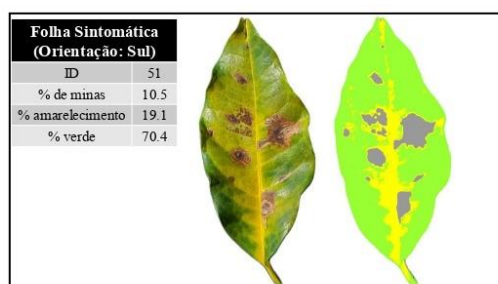 Folha Sintomática
(Orientação: Sul)
ID 51
% de minas 10.5
% amarelecimento 19.1
% verde 70.4